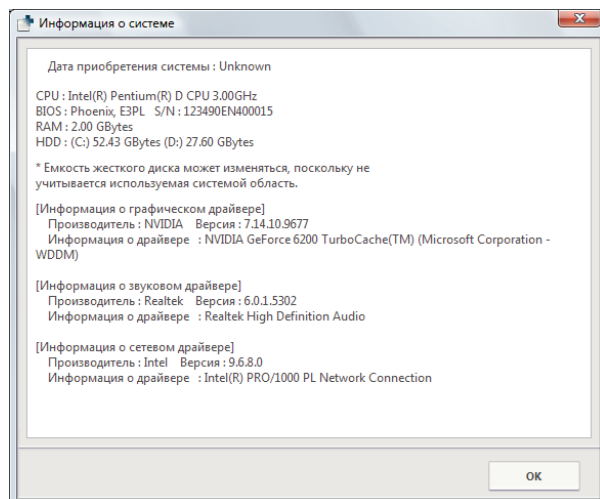 Информация о системе
Дата приобретения системы : Unknown
CPU : Intel(R) Pentium(R) D CPU 3.00GHz
BIOS : Phoenix, E3PL   S/N : 123490EN400015
RAM : 2.00 GBytes
HDD : (C:) 52.43 GBytes (D:) 27.60 GBytes
* Емкость жесткого диска может изменяться, поскольку не
учитывается используемая системой область.
[Информация о графическом драйвере]
Производитель : NVIDIA   Версия : 7.14.10.9677
Информация о драйвере  : NVIDIA GeForce 6200 TurboCache(TM) (Microsoft Corporation -
WDDM)
[Информация о звуковом драйвере]
Производитель : Realtek   Версия : 6.0.1.5302
Информация о драйвере  : Realtek High Definition Audio
[Информация о сетевом драйвере]
Производитель : Intel   Версия : 9.6.8.0
Информация о драйвере  : Intel(R) PRO/1000 PL Network Connection
OK